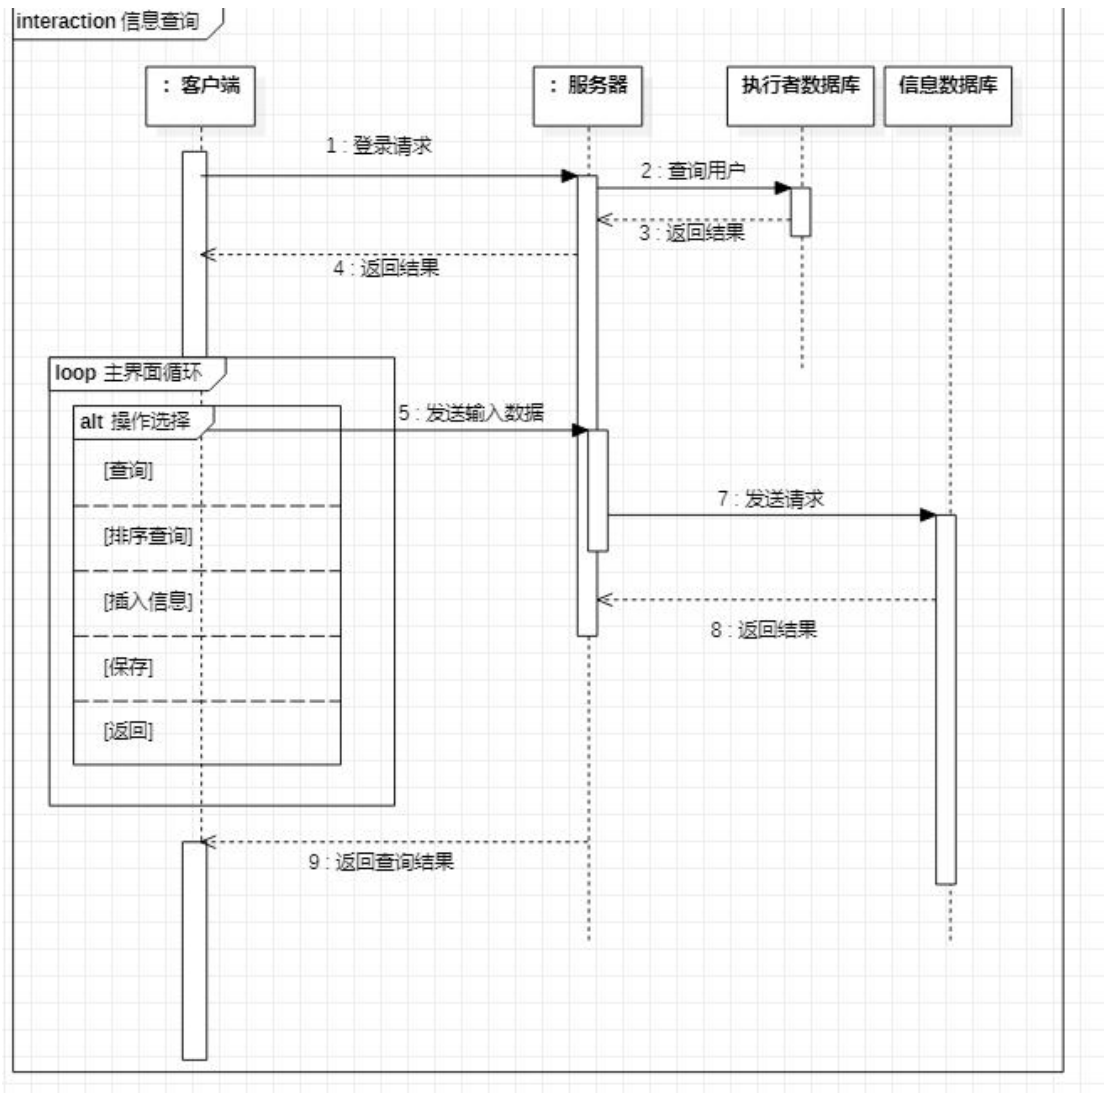 interaction 信息查询
: 客户端
: 服务器
执行者数据库
信息数据库
1 : 登录请求
2 : 查询用户
3 : 返回结果
4 : 返回结果
loop 主界面循环
alt 操作选择
5 : 发送输入数据
[查询]
7 : 发送请求
[排序查询]
[插入信息]
8 : 返回结果
[保存]
[返回]
9 : 返回查询结果